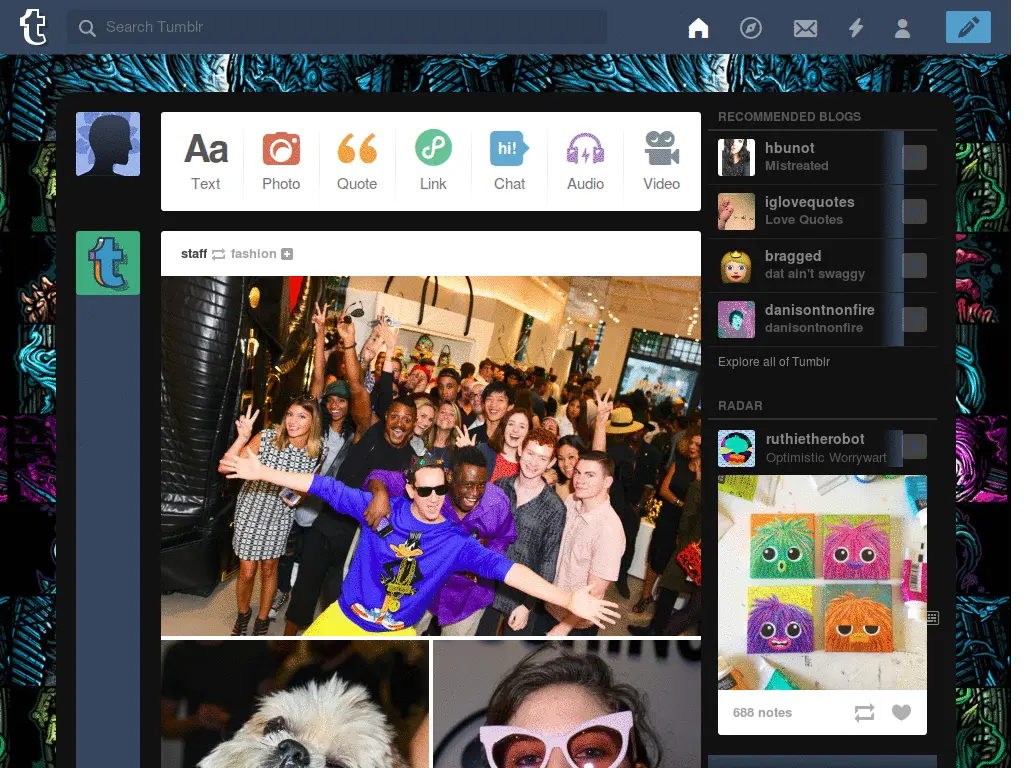 t
Search Tumblr
Aa
hi!
Text
Photo
Quote
Link
Chat
Audio
Video
t
staff fashion
RECOMMENDED BLOGS
hbunot
Mistreated
iglovequotes
Love Quotes
bragged
dat ain't swaggy
danisontnonfire
danisontnonfire
Explore all of Tumblr
RADAR
ruthietherobot
Optimistic Worrywart
688 notes